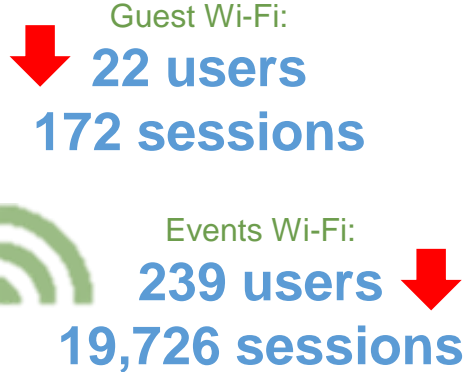 Guest Wi-Fi:
22 users
172 sessions
Events Wi-Fi:
239 users
19,726 sessions